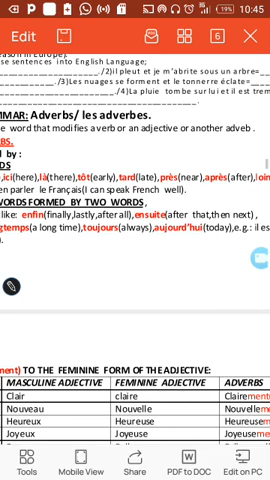 19% 10:45
Edit 6
eason in Europe).
se sentences into English Language;
____________________./2)il pleut et je m'abrite sous un arbre=__
____________./3)Les nuages se forment et le tonnerre éclate=
____________________./4)La pluie tombe sur lui et il est trem
MMAR: Adverbs/ les adverbes.
e word that modifies a verb or an adjective or another adveb .
BS.
d by :
DS
,ici(here),là(there),tôt(early),tard(late),près(near),après(after),loin
en parler le Français(I can speak French well).
WORDS FORMED BY TWO WORDS,
like: enfin(finally,lastly,after all),ensuite(after that,then next) ,
gtemps(a long time),toujours(always),aujourd'hui(today),e.g.: il es
).
ment) TO THE FEMININE FORM OF THE ADJECTIVE:
MASCULINE ADJECTIVE FEMININE ADJECTIVE ADVERBS
Clair claire Clairement
Nouveau Nouvelle Nouvelleme
Heureux Heureuse Heureusem
Joyeux Joyeuse Joyeuseme
Tools Mobile View Share PDF to DOC Edit on PC